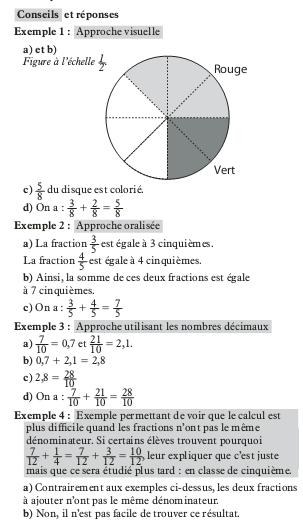 Conseils et réponses
Exemple 1 : Approche visuelle
a) et b)
Figure à l'échelle 1/2.
Rouge
Vert
c) 5/8 du disque est colorié.
d) On a : 3/8 + 2/8 = 5/8
Exemple 2 : Approche oralisée
a) La fraction 3/5 est égale à 3 cinquièmes.
La fraction 4/5 est égale à 4 cinquièmes.
b) Ainsi, la somme de ces deux fractions est égale
à 7 cinquièmes.
c) On a : 3/5 + 4/5 = 7/5
Exemple 3 : Approche utilisant les nombres décimaux
a) 7/10 = 0,7 et 21/10 = 2,1.
b) 0,7 + 2,1 = 2,8
c) 2,8 = 28/10
d) On a : 7/10 + 21/10 = 28/10
Exemple 4 : Exemple permettant de voir que le calcul est
plus difficile quand les fractions n'ont pas le même
dénominateur. Si certains élèves trouvent pourquoi
7/12 + 1/4 = 7/12 + 3/12 = 10/12, leur expliquer que c'est juste
mais que ce sera étudié plus tard : en classe de cinquième.
a) Contrairement aux exemples ci-dessus, les deux fractions
à ajouter n'ont pas le même dénominateur.
b) Non, il n'est pas facile de trouver ce résultat.